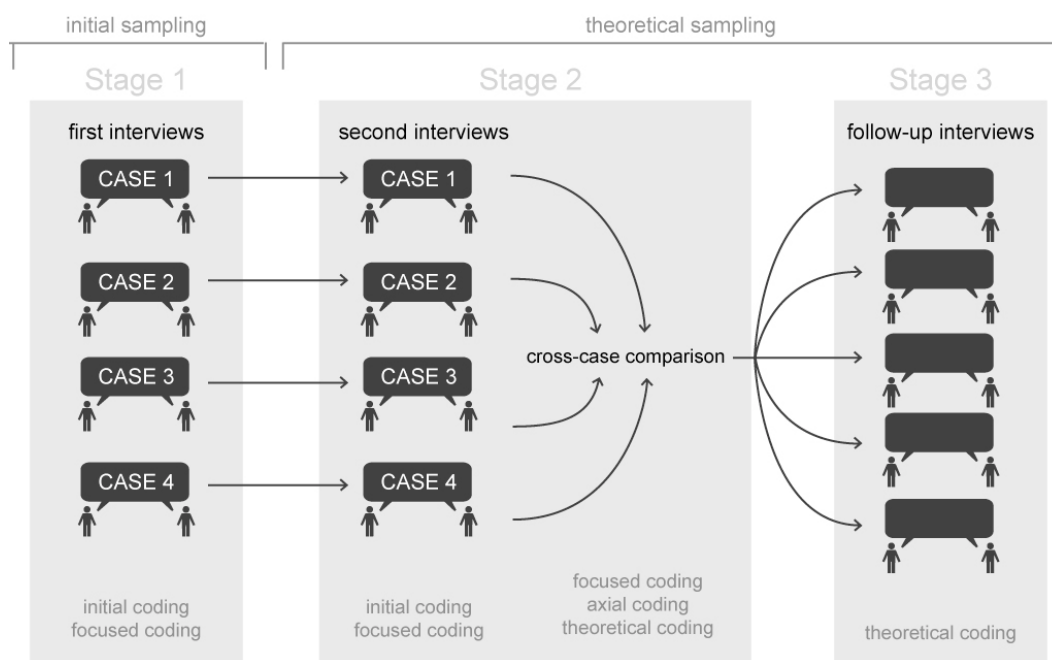 initial sampling
theoretical sampling
Stage 1
Stage 2
Stage 3
first interviews
CASE 1
CASE 2
CASE 3
CASE 4
initial coding
focused coding
second interviews
CASE 1
CASE 2
CASE 3
CASE 4
initial coding
focused coding
cross-case comparison
focused coding
axial coding
theoretical coding
follow-up interviews
theoretical coding